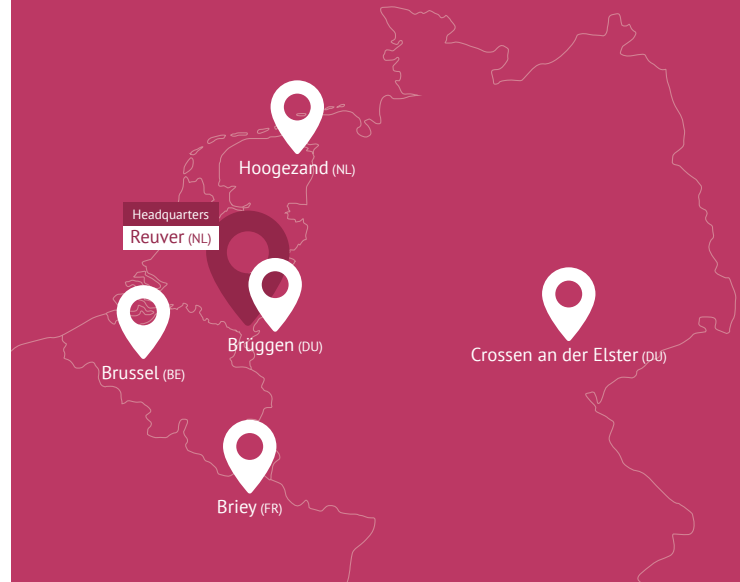 Hoogezand (NL)
Headquarters
Reuver (NL)
Brüggen (DU)
Crossen an der Elster (DU)
Brussel (BE)
Briey (FR)